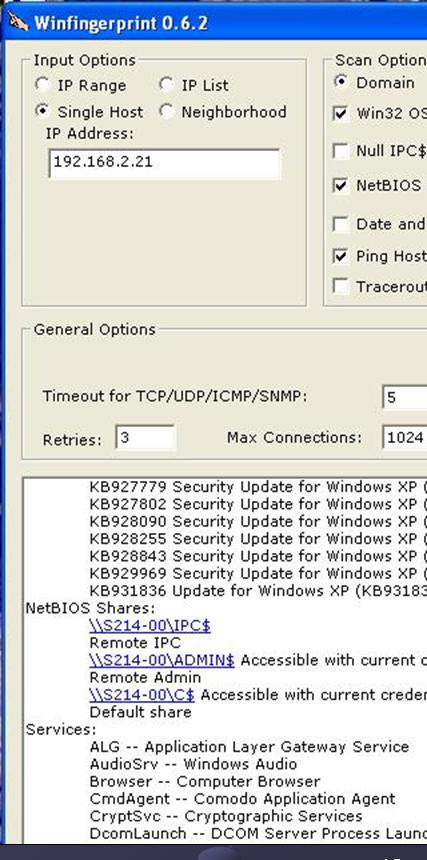 Winfingerprint 0.6.2
Input Options
IP Range IP List
Single Host Neighborhood
IP Address:
192.168.2.21
Scan Option
Domain
Win32 OS
Null IPC$
NetBIOS
Date and
Ping Host
Tracerout
General Options
Timeout for TCP/UDP/ICMP/SNMP: 5
Retries: 3 Max Connections: 1024
KB927779 Security Update for Windows XP (
KB927802 Security Update for Windows XP (
KB928090 Security Update for Windows XP (
KB928255 Security Update for Windows XP (
KB928843 Security Update for Windows XP (
KB929969 Security Update for Windows XP (
KB931836 Update for Windows XP (KB93183
NetBIOS Shares:
\\S214-00\IPC$
Remote IPC
\\S214-00\ADMIN$ Accessible with current c
Remote Admin
\\S214-00\C$ Accessible with current creder
Default share
Services:
ALG -- Application Layer Gateway Service
AudioSrv -- Windows Audio
Browser -- Computer Browser
CmdAgent -- Comodo Application Agent
CryptSvc -- Cryptographic Services
DcomLaunch -- DCOM Server Process Launc